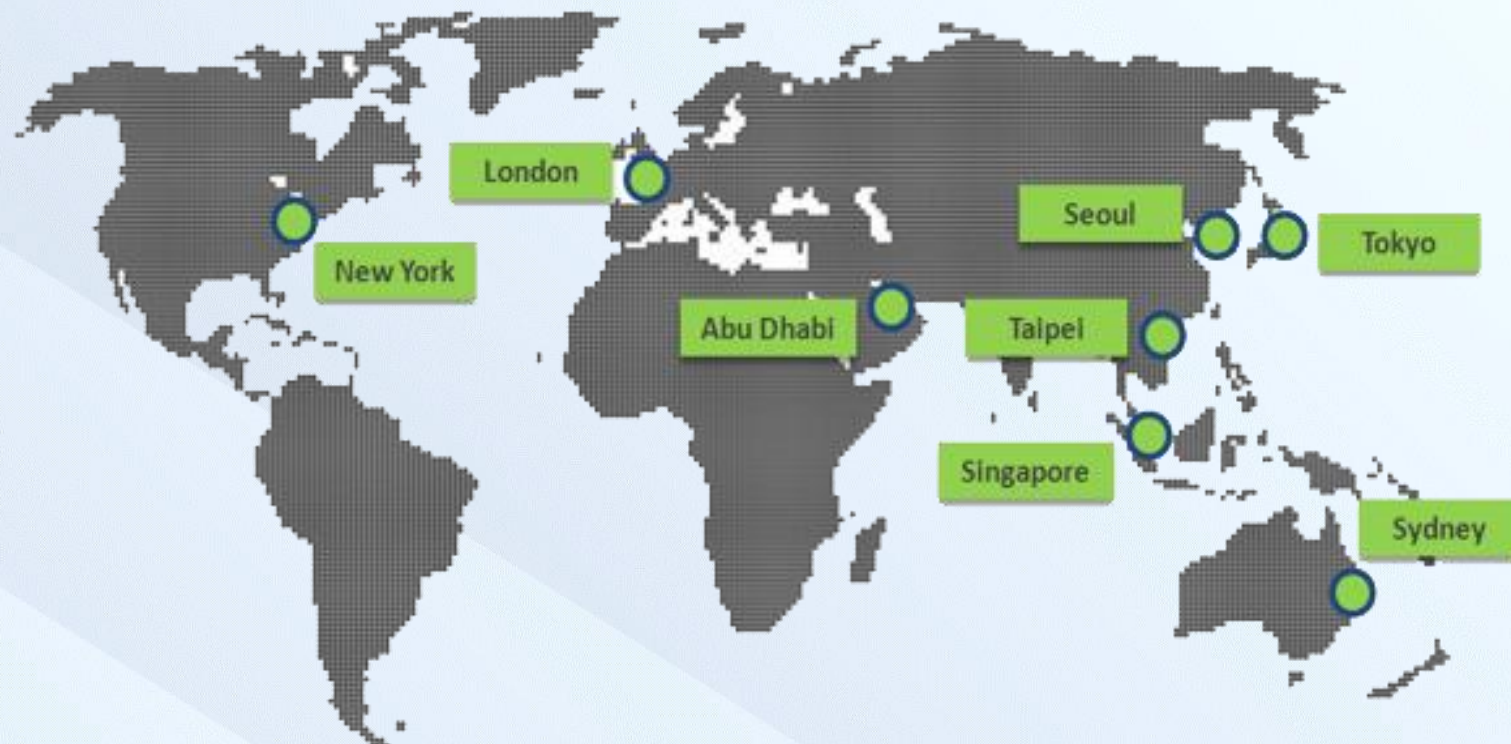 London
Seoul
New York
Tokyo
Abu Dhabi
Taipei
Singapore
Sydney